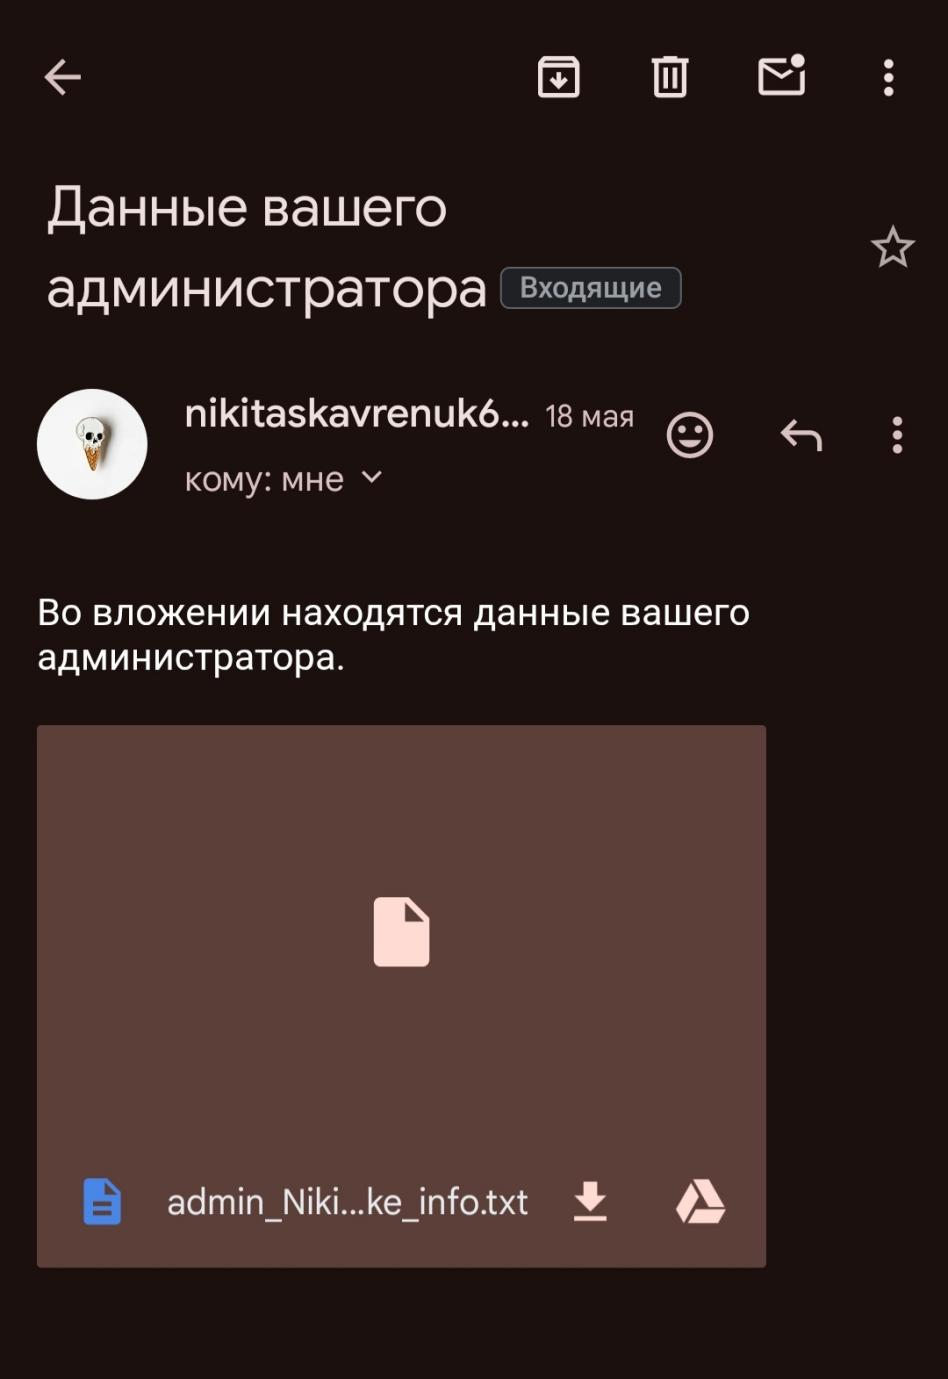 Данные вашего
администратора Входящие
nikitaskavrenuk6... 18 мая
кому: мне
Во вложении находятся данные вашего
администратора.
admin_Niki...ke_info.txt